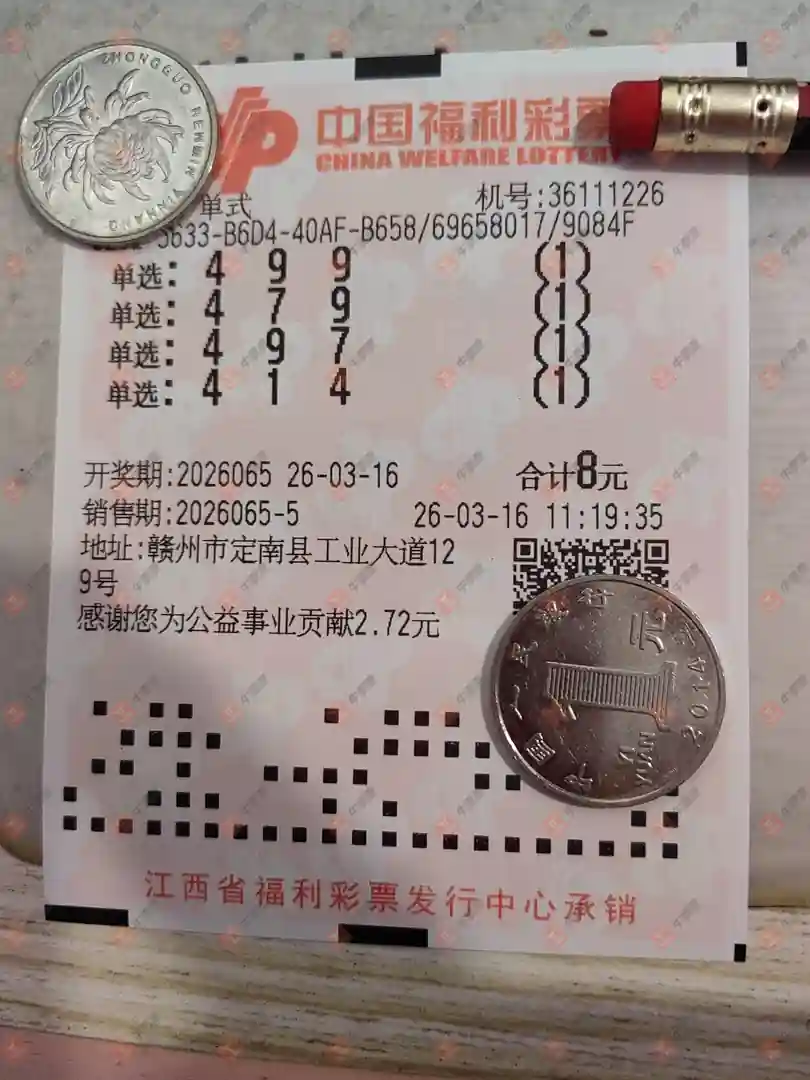 ZHONGGUO RENMIN YINHANG
中国福利彩票
CHINA WELFARE LOTTERY
单式 机号:36111226
5633-B6D4-40AF-B658/69658017/9084F
单选: 4 9 9 (1)
单选: 4 7 9 (1)
单选: 4 9 7 (1)
单选: 4 1 4 (1)
开奖期:2026065 26-03-16 合计8元
销售期:2026065-5 26-03-16 11:19:35
地址:赣州市定南县工业大道12
9号
感谢您为公益事业贡献2.72元
中国人民银行
1元
YI YUAN
2014
江西省福利彩票发行中心承销